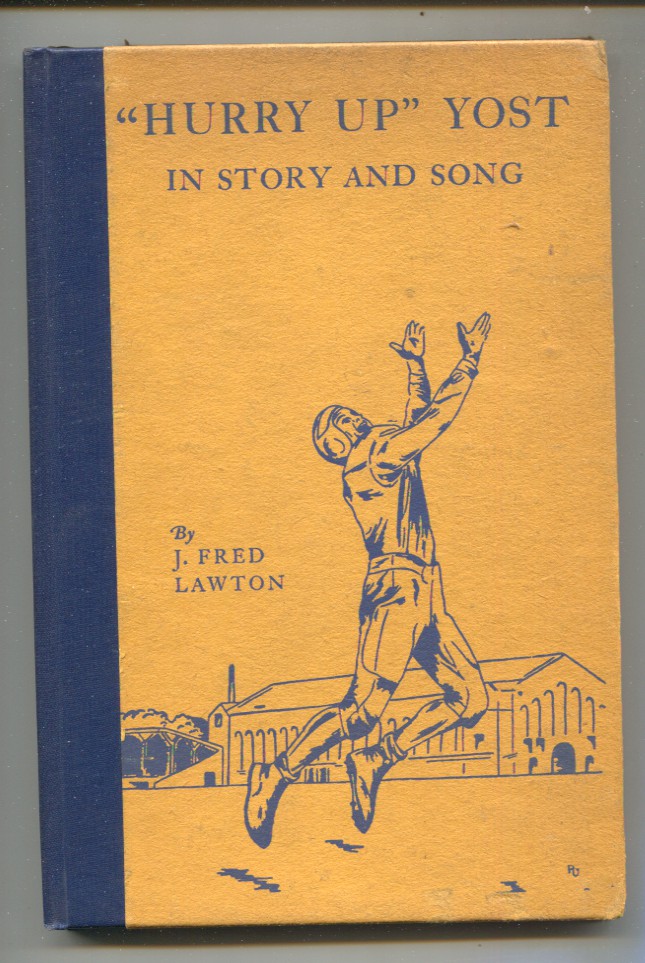 “HURRY UP” YOST
IN STORY AND SONG
By
J. FRED
LAWTON